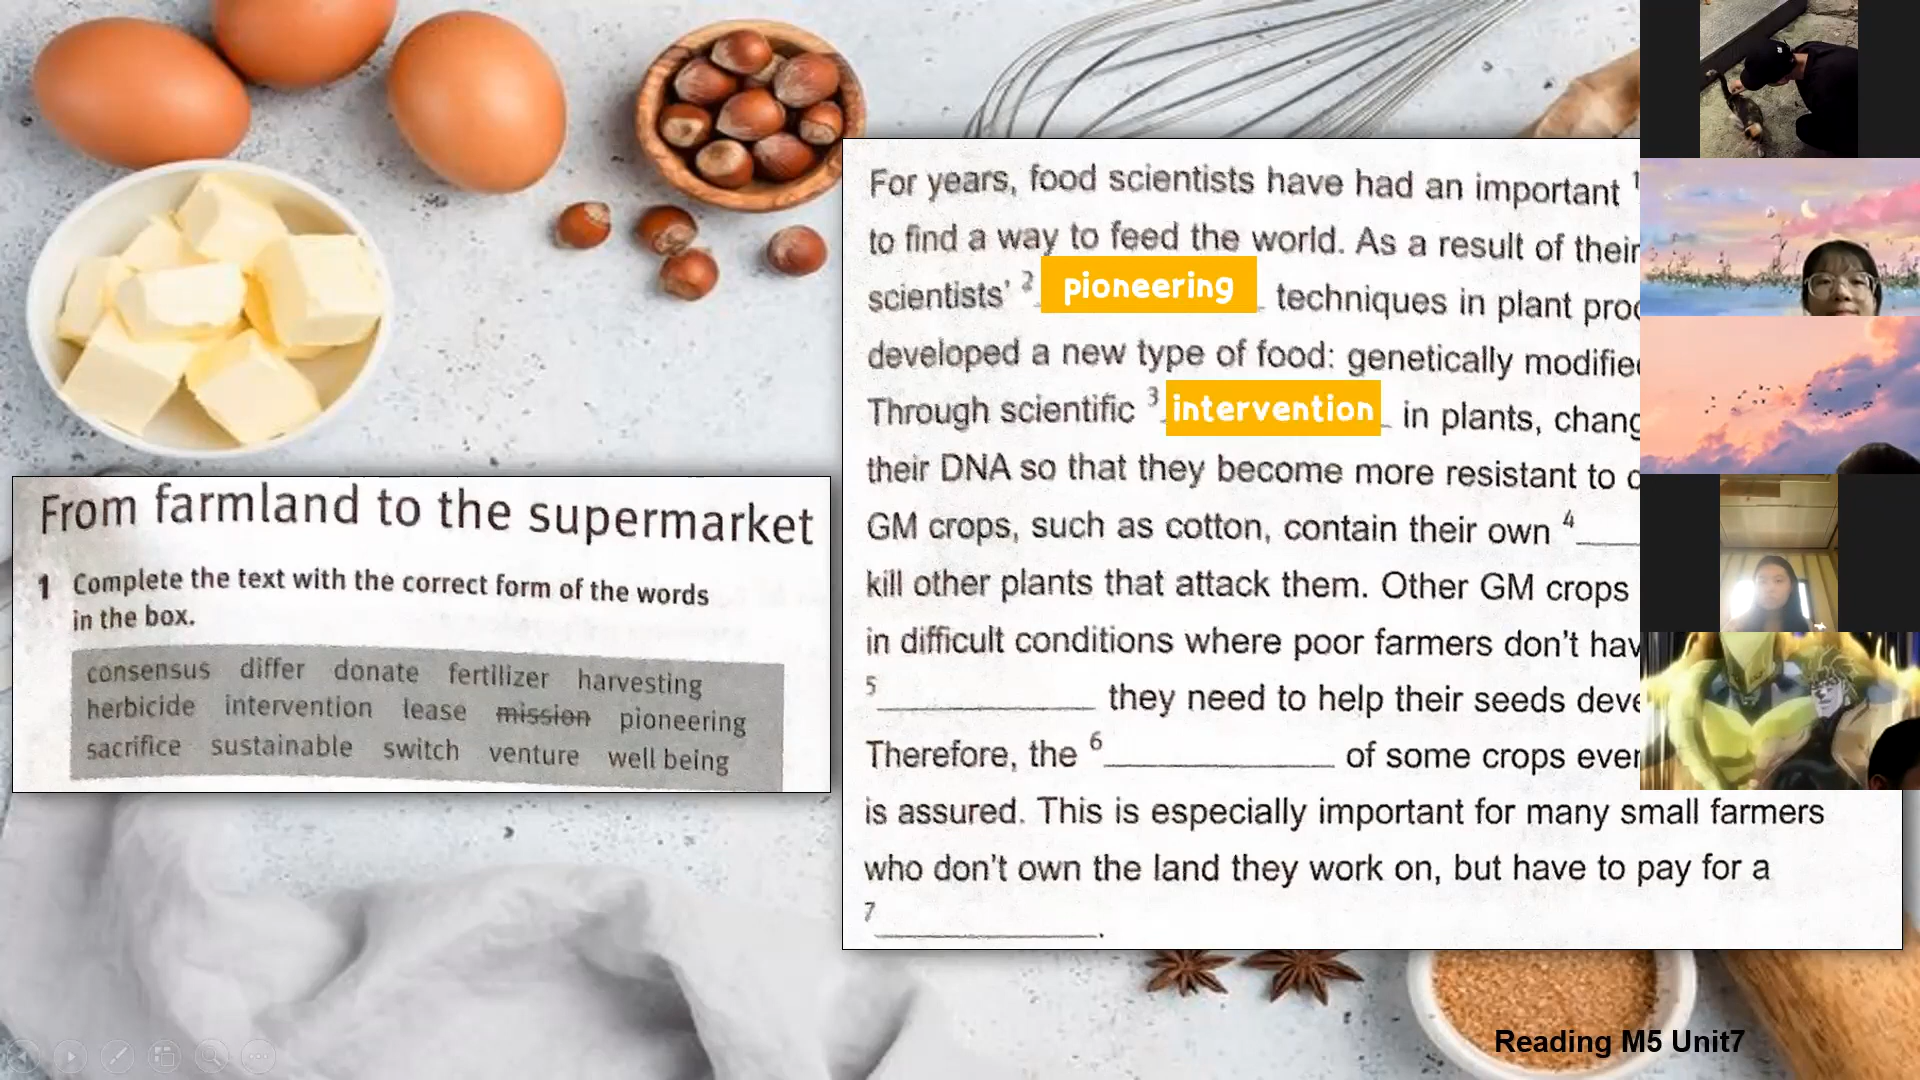 From farmland to the supermarket
1 Complete the text with the correct form of the words
in the box.
consensus differ donate fertilizer harvesting
herbicide intervention lease mission pioneering
sacrifice sustainable switch venture well being
For years, food scientists have had an important 1
to find a way to feed the world. As a result of their
scientists' 2 pioneering techniques in plant
developed a new type of food: genetically
Through scientific 3 intervention in plants,
their DNA so that they become more resistant to
GM crops, such as cotton, contain their own 4
kill other plants that attack them. Other GM crops
in difficult conditions where poor farmers don't
5 they need to help their seeds
Therefore, the 6 of some crops
is assured. This is especially important for many small farmers
who don't own the land they work on, but have to pay for a
7 .
Reading M5 Unit7